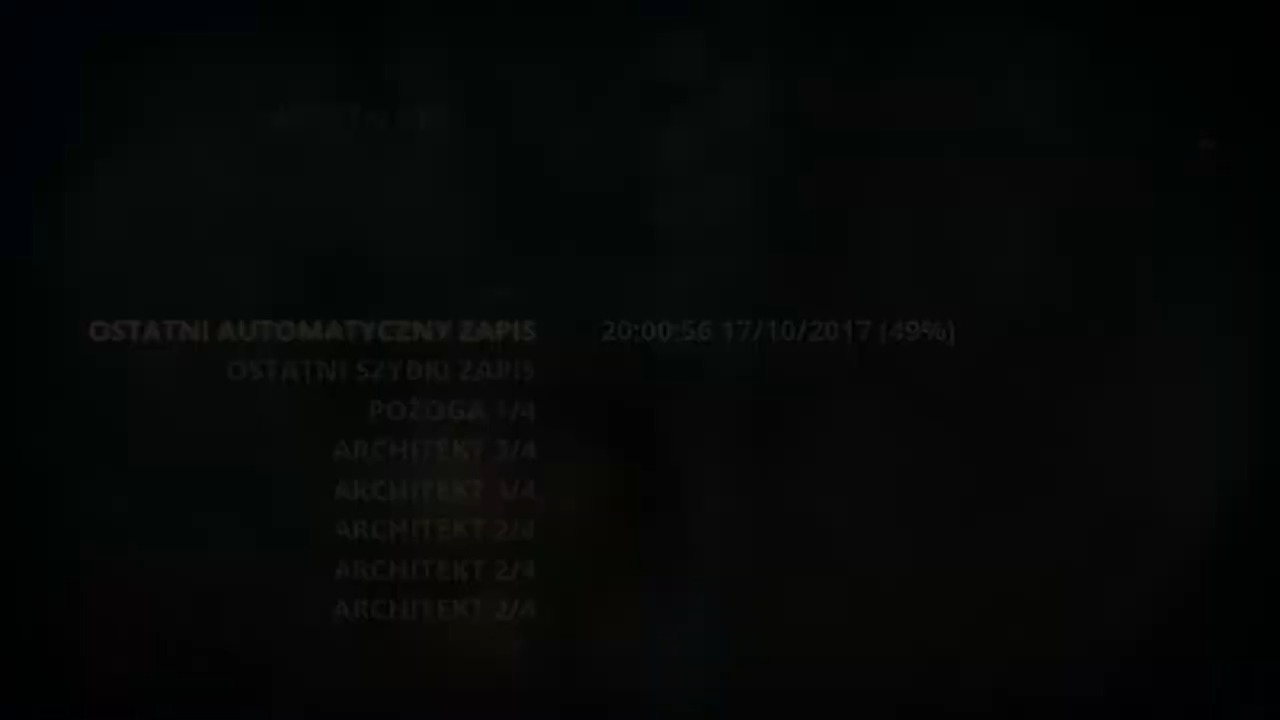 OSTATNI AUTOMATYCZNY ZAPIS 20:00:56 17/10/2017 (49%)
OSTATNI SZYBKI ZAPIS
POŻOGA 1/4
ARCHITEKT 3/4
ARCHITEKT 3/4
ARCHITEKT 2/4
ARCHITEKT 2/4
ARCHITEKT 2/4